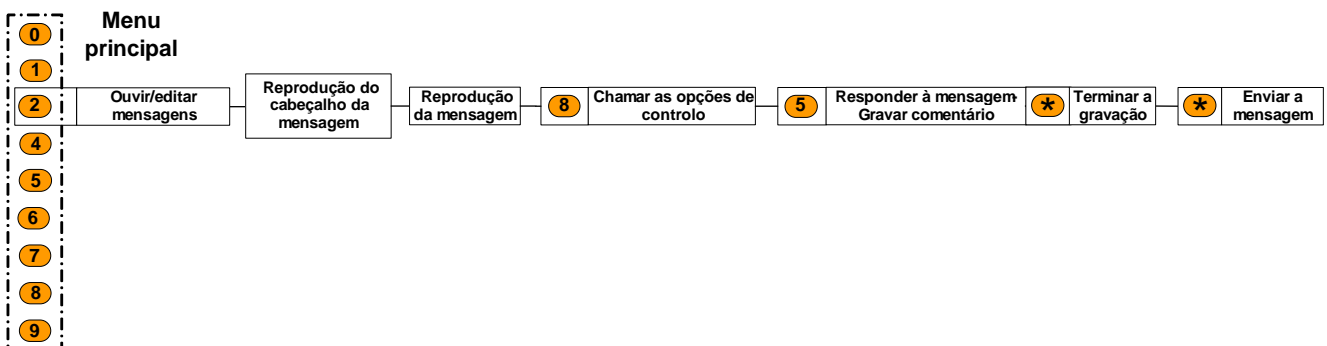 Menu
principal
0
1
2
Ouvir/editar
mensagens
Reprodução do
cabeçalho da
mensagem
Reprodução
da mensagem
8
Chamar as opções de
controlo
5
Responder à mensagem-
Gravar comentário
*
Terminar a
gravação
*
Enviar a
mensagem
4
5
6
7
8
9